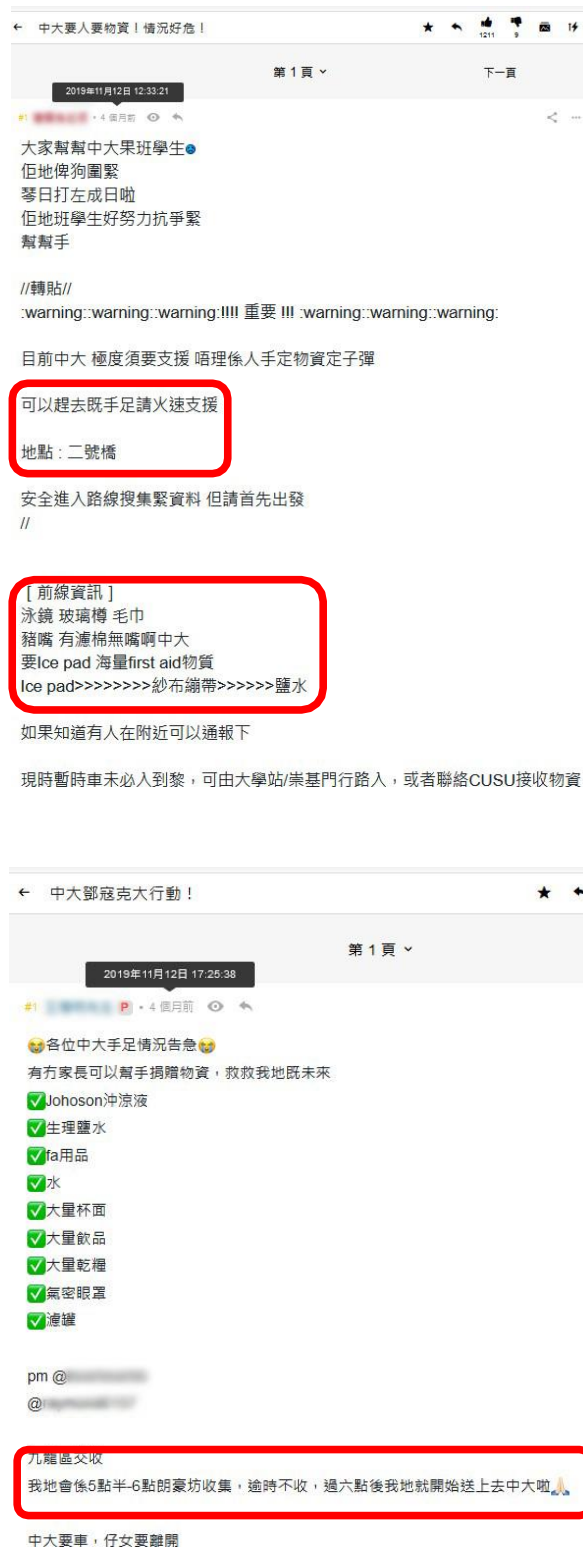 中大要人要物資！情況好危！
1211
9
第 1 頁
下一頁
2019年11月12日 12:33:21
#1
• 4 個月前
大家幫幫中大果班學生
佢地俾狗圍緊
琴日打左成日啦
佢地班學生好努力抗爭緊
幫幫手
//轉貼//
:warning::warning::warning:!!!! 重要 !!! :warning::warning::warning:
目前中大 極度須要支援 唔理係人手定物資定子彈
可以趕去既手足請火速支援
地點 : 二號橋
安全進入路線搜集緊資料 但請首先出發
//
[ 前線資訊 ]
泳鏡 玻璃樽 毛巾
豬嘴 有濾棉無嘴啊中大
要Ice pad 海量first aid物質
Ice pad>>>>>>>>紗布繃帶>>>>>>鹽水
如果知道有人在附近可以通報下
現時暫時車未必入到黎，可由大學站/崇基門行路入，或者聯絡CUSU接收物資
中大鄧寇克大行動！
第 1 頁
2019年11月12日 17:25:38
#1
P • 4 個月前
各位中大手足情況告急
有冇家長可以幫手捐贈物資，救救我地既未來
Johoson沖涼液
生理鹽水
fa用品
水
大量杯面
大量飲品
大量乾糧
氣密眼罩
濾罐
pm @
@
九龍區交收
我地會係5點半-6點朗豪坊收集，逾時不收，過六點後我地就開始送上去中大啦
中大要車，仔女要離開